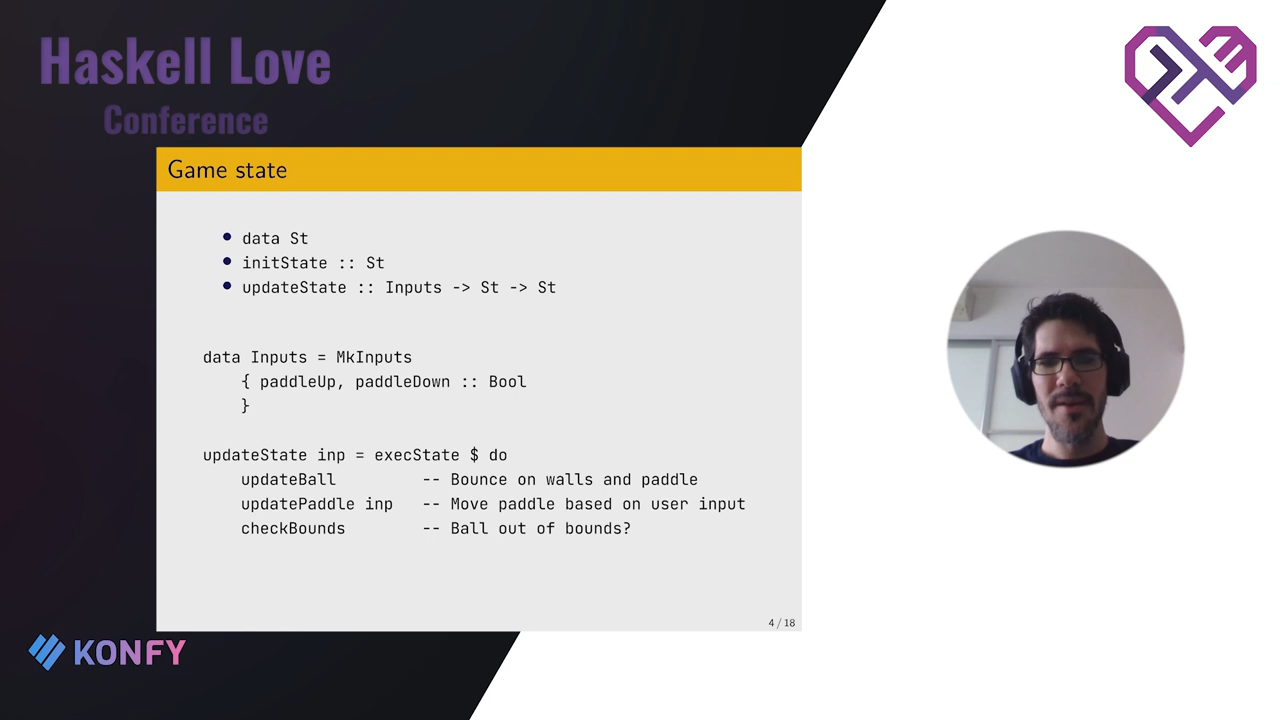 Haskell Love
Conference
Game state
• data St
• initState :: St
• updateState :: Inputs -> St -> St
data Inputs = MkInputs
{ paddleUp, paddleDown :: Bool
}
updateState inp = execState $ do
updateBall -- Bounce on walls and paddle
updatePaddle inp -- Move paddle based on user input
checkBounds -- Ball out of bounds?
4 / 18
KONFY